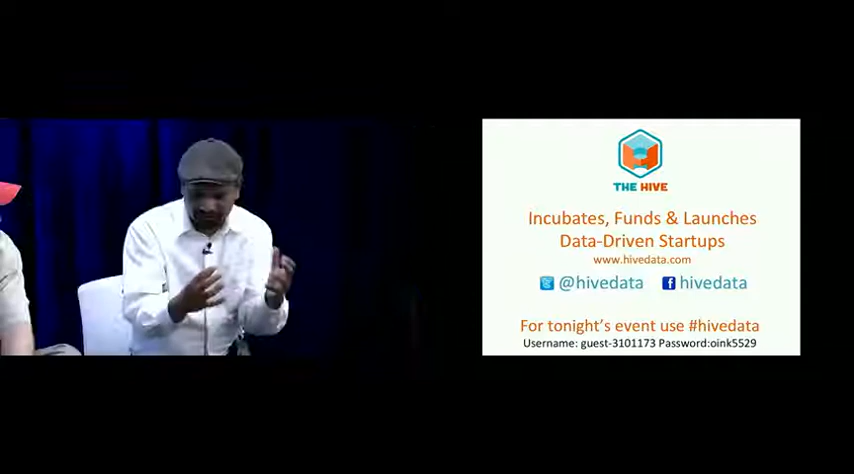 THE HIVE
Incubates, Funds & Launches
Data-Driven Startups
www.hivedata.com
@hivedata hivedata
For tonight's event use #hivedata
Username: guest-3101173 Password:oink5529